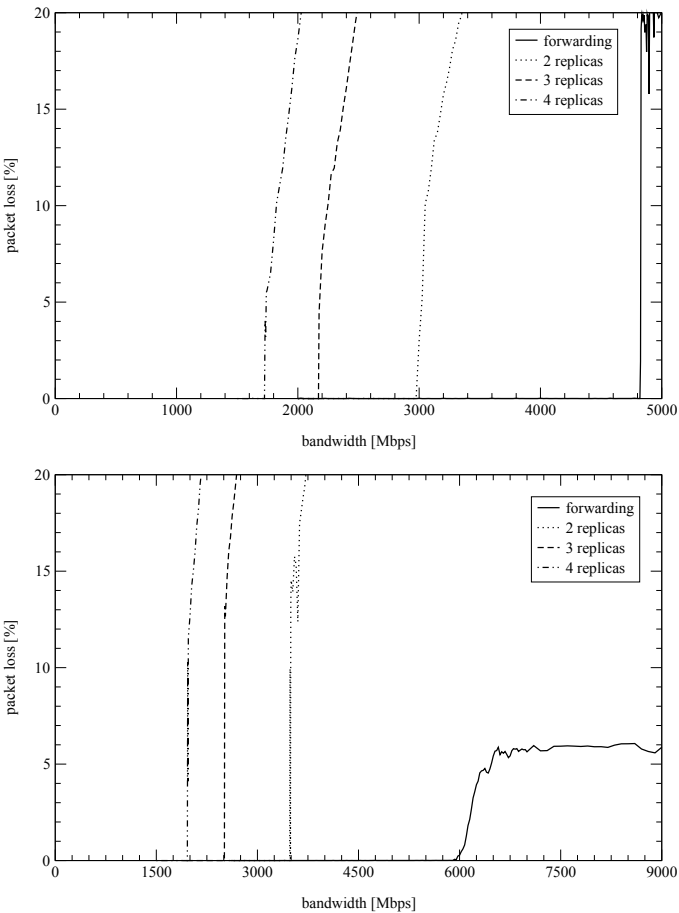 20
15
10
5
0
packet loss [%]
forwarding
2 replicas
3 replicas
4 replicas
0 1000 2000 3000 4000 5000
bandwidth [Mbps]
20
15
10
5
0
packet loss [%]
forwarding
2 replicas
3 replicas
4 replicas
0 1500 3000 4500 6000 7500 9000
bandwidth [Mbps]